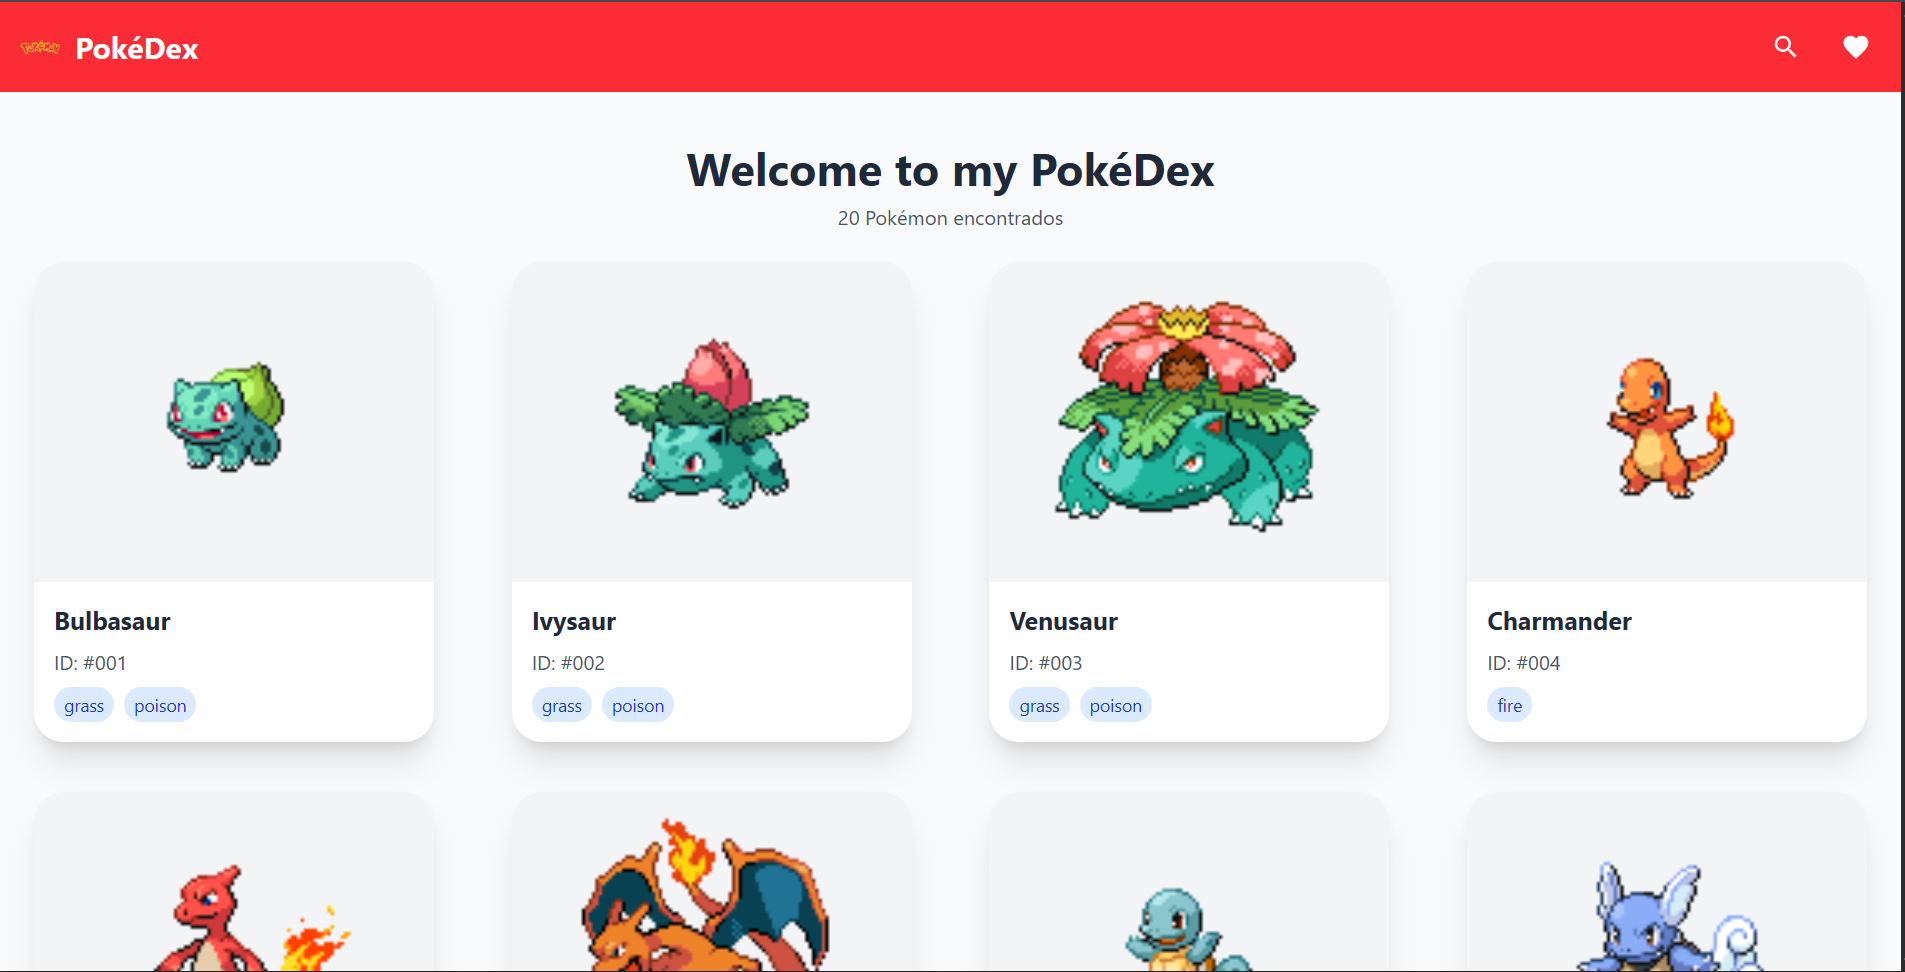 POKéMON PokéDex
Welcome to my PokéDex
20 Pokémon encontrados
Bulbasaur
ID: #001
grass poison
Ivysaur
ID: #002
grass poison
Venusaur
ID: #003
grass poison
Charmander
ID: #004
fire